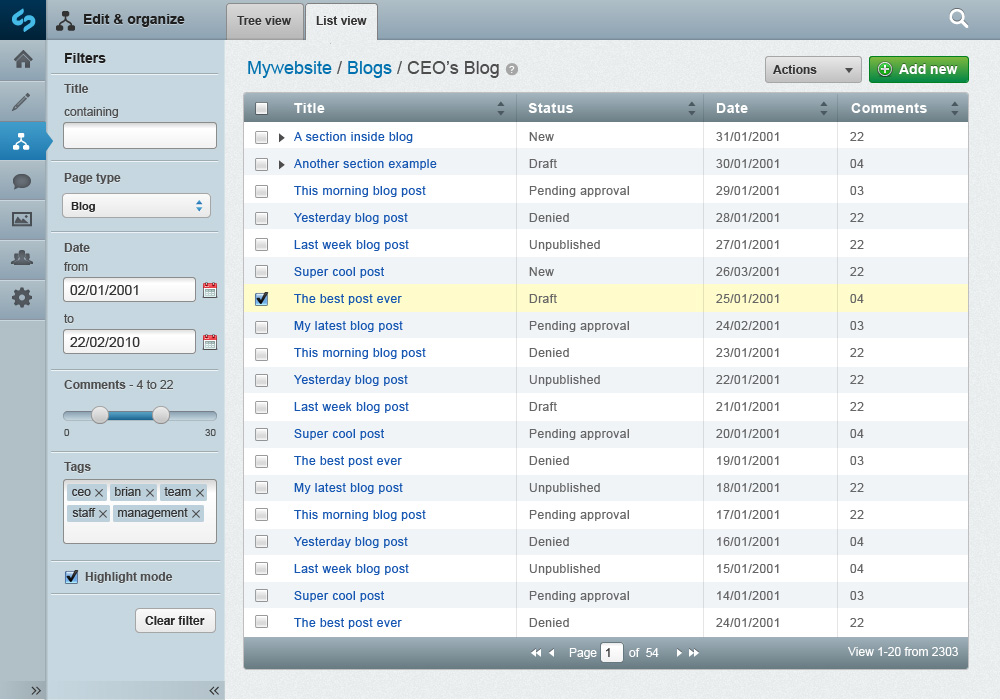 Edit & organize
Tree view
List view
Filters
Title
containing
Page type
Blog
Date
from
02/01/2001
to
22/02/2010
Comments - 4 to 22
0 30
Tags
ceo × brian × team ×
staff × management ×
Highlight mode
Clear filter
» «
Mywebsite / Blogs / CEO's Blog ?
Actions
Add new
Title Status Date Comments
A section inside blog New 31/01/2001 22
Another section example Draft 30/01/2001 04
This morning blog post Pending approval 29/01/2001 03
Yesterday blog post Denied 28/01/2001 22
Last week blog post Unpublished 27/01/2001 22
Super cool post New 26/03/2001 22
The best post ever Draft 25/01/2001 04
My latest blog post Pending approval 24/02/2001 03
This morning blog post Denied 23/01/2001 22
Yesterday blog post Unpublished 22/01/2001 22
Last week blog post Draft 21/01/2001 22
Super cool post Pending approval 20/01/2001 04
The best post ever Denied 19/01/2001 03
My latest blog post Unpublished 18/01/2001 22
This morning blog post Pending approval 17/01/2001 22
Yesterday blog post Denied 16/01/2001 04
Last week blog post Unpublished 15/01/2001 04
Super cool post Pending approval 14/01/2001 03
The best post ever Denied 24/01/2001 22
Page 1 of 54
View 1-20 from 2303